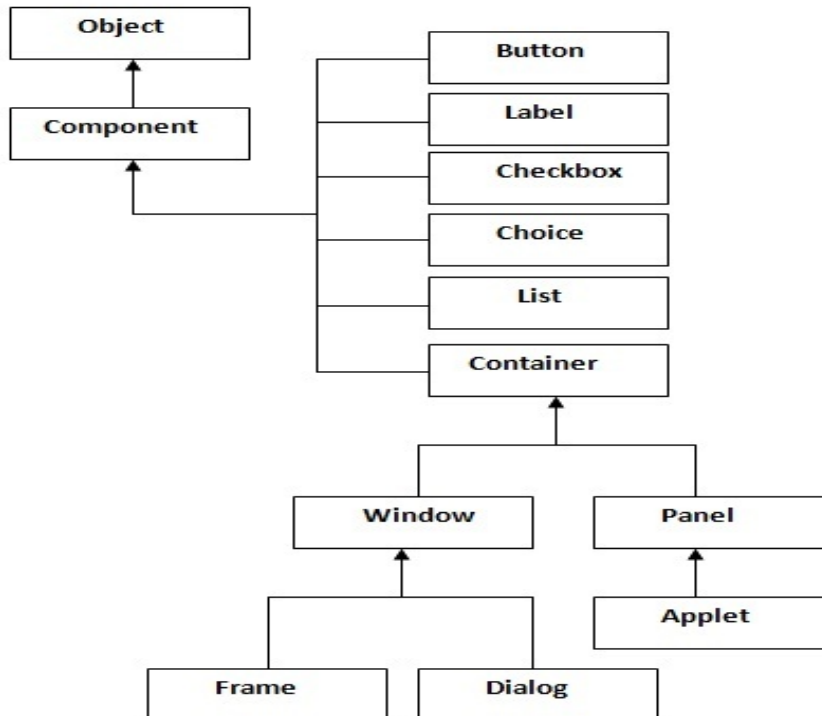 Object
Component
Button
Label
Checkbox
Choice
List
Container
Window
Panel
Applet
Frame
Dialog